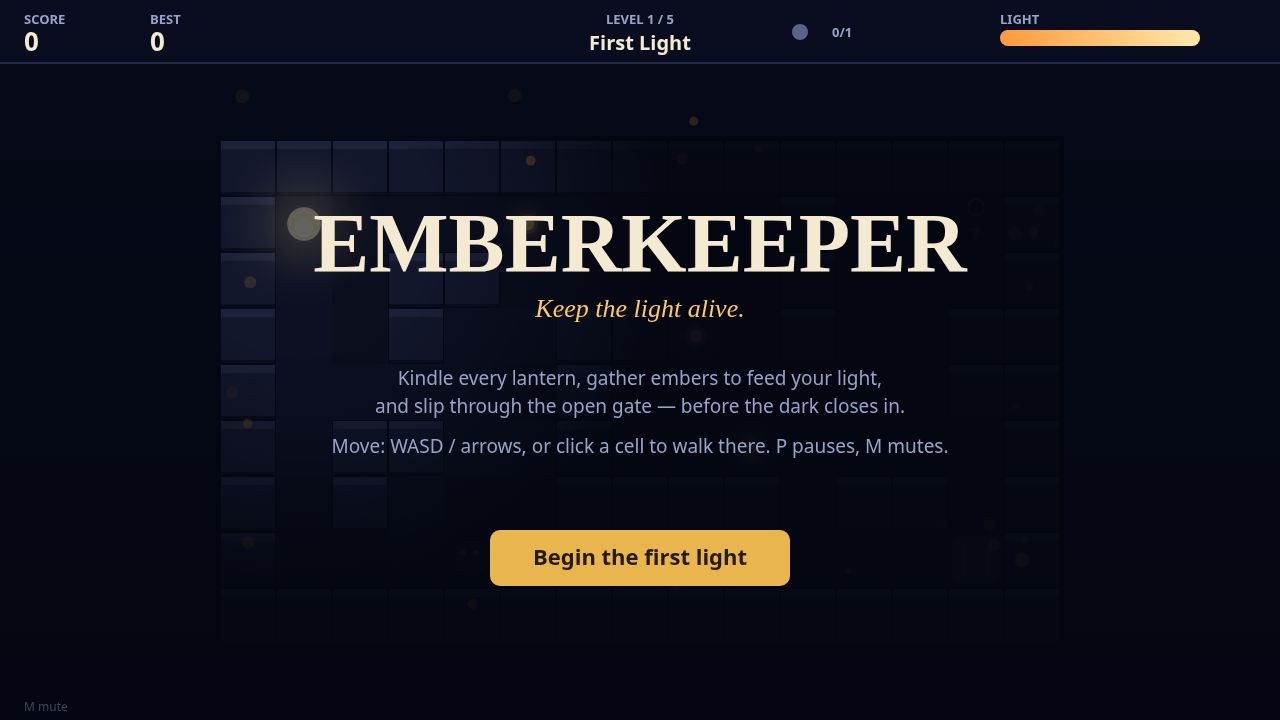 SCORE
0
BEST
0
LEVEL 1 / 5
First Light
0/1
LIGHT
EMBERKEEPER
Keep the light alive.
Kindle every lantern, gather embers to feed your light,
and slip through the open gate — before the dark closes in.
Move: WASD / arrows, or click a cell to walk there. P pauses, M mutes.
Begin the first light
M mute